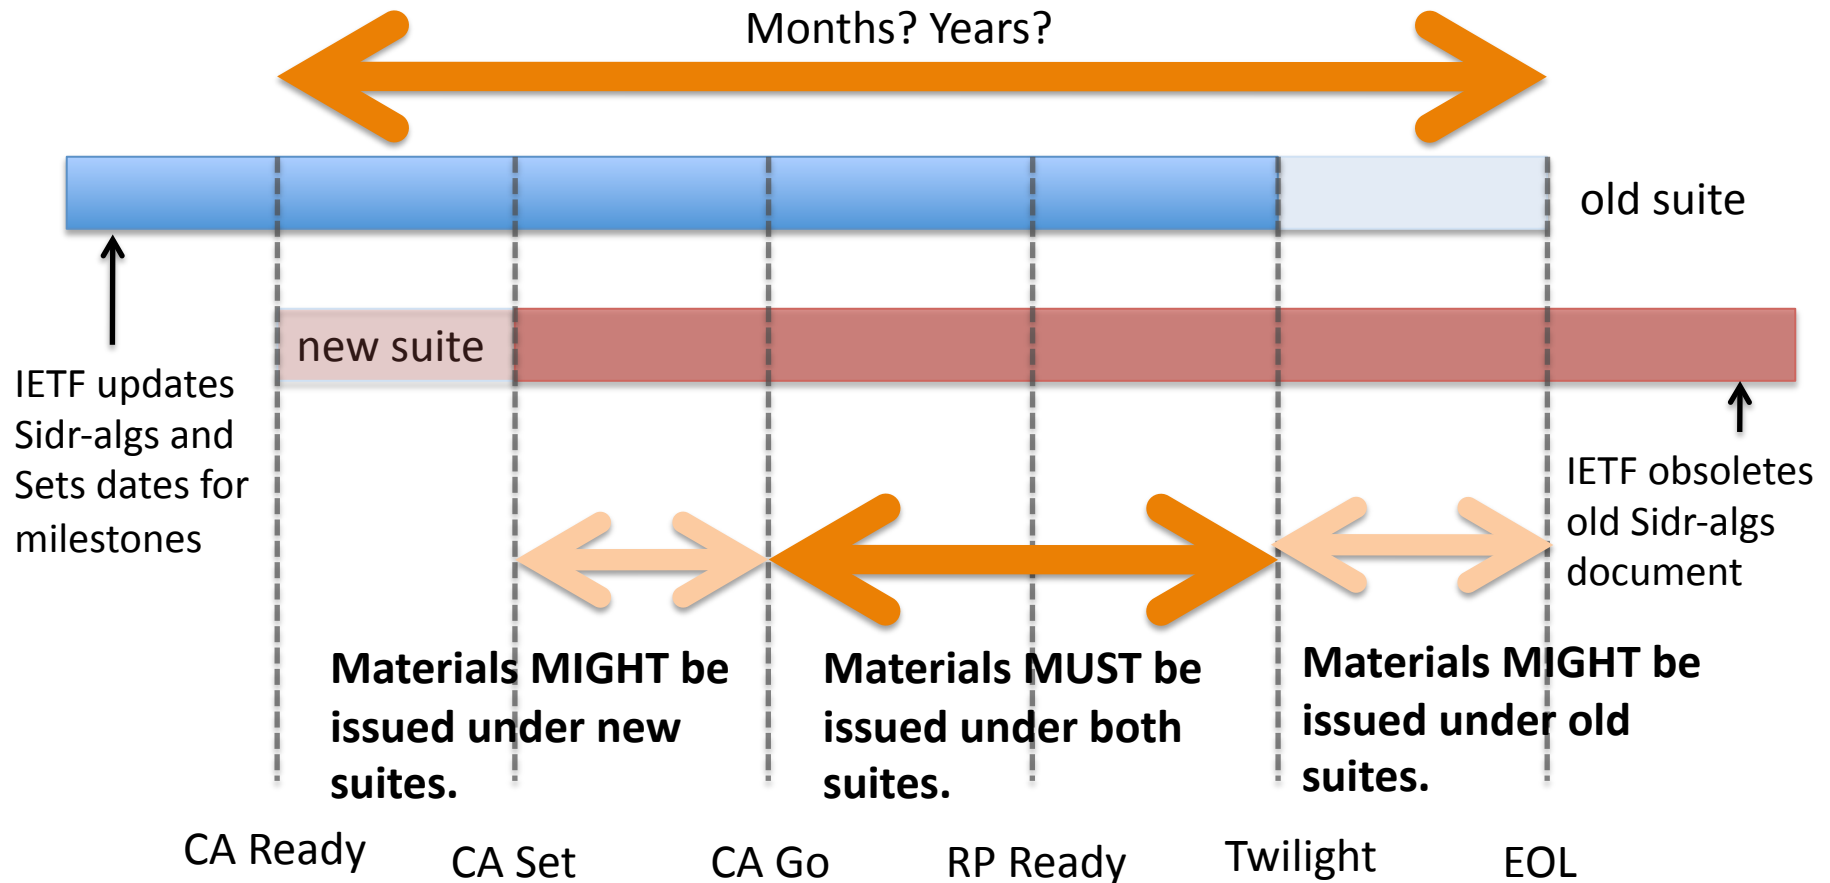 Months? Years?
old suite
new suite
IETF updates
Sidr-algs and
Sets dates for
milestones
IETF obsoletes
old Sidr-algs
document
Materials MIGHT be
issued under new
suites.
Materials MUST be
issued under both
suites.
Materials MIGHT be
issued under old
suites.
CA Ready
CA Set
CA Go
RP Ready
Twilight
EOL